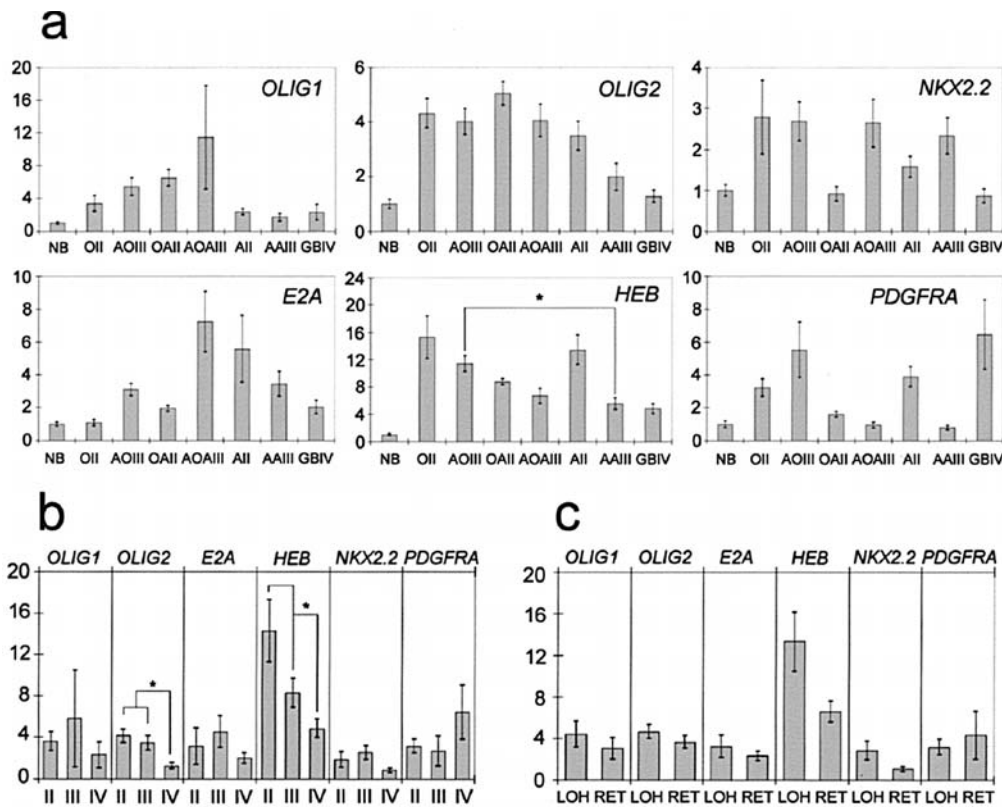 a
20
16
12
8
4
0
OLIG1
NB OII AOIII OAII AOAIII AII AAIII GBIV
6
4
2
0
OLIG2
NB OII AOIII OAII AOAIII AII AAIII GBIV
4
3
2
1
0
NKX2.2
NB OII AOIII OAII AOAIII AII AAIII GBIV
10
8
6
4
2
0
E2A
NB OII AOIII OAII AOAIII AII AAIII GBIV
24
20
16
12
8
4
0
HEB
*
NB OII AOIII OAII AOAIII AII AAIII GBIV
10
8
6
4
2
0
PDGFRA
NB OII AOIII OAII AOAIII AII AAIII GBIV
b
OLIG1 OLIG2 E2A HEB NKX2.2 PDGFRA
20
16
12
8
4
0
* *
II III IV II III IV II III IV II III IV II III IV II III IV
c
OLIG1 OLIG2 E2A HEB NKX2.2 PDGFRA
20
16
12
8
4
0
LOH RET LOH RET LOH RET LOH RET LOH RET LOH RET